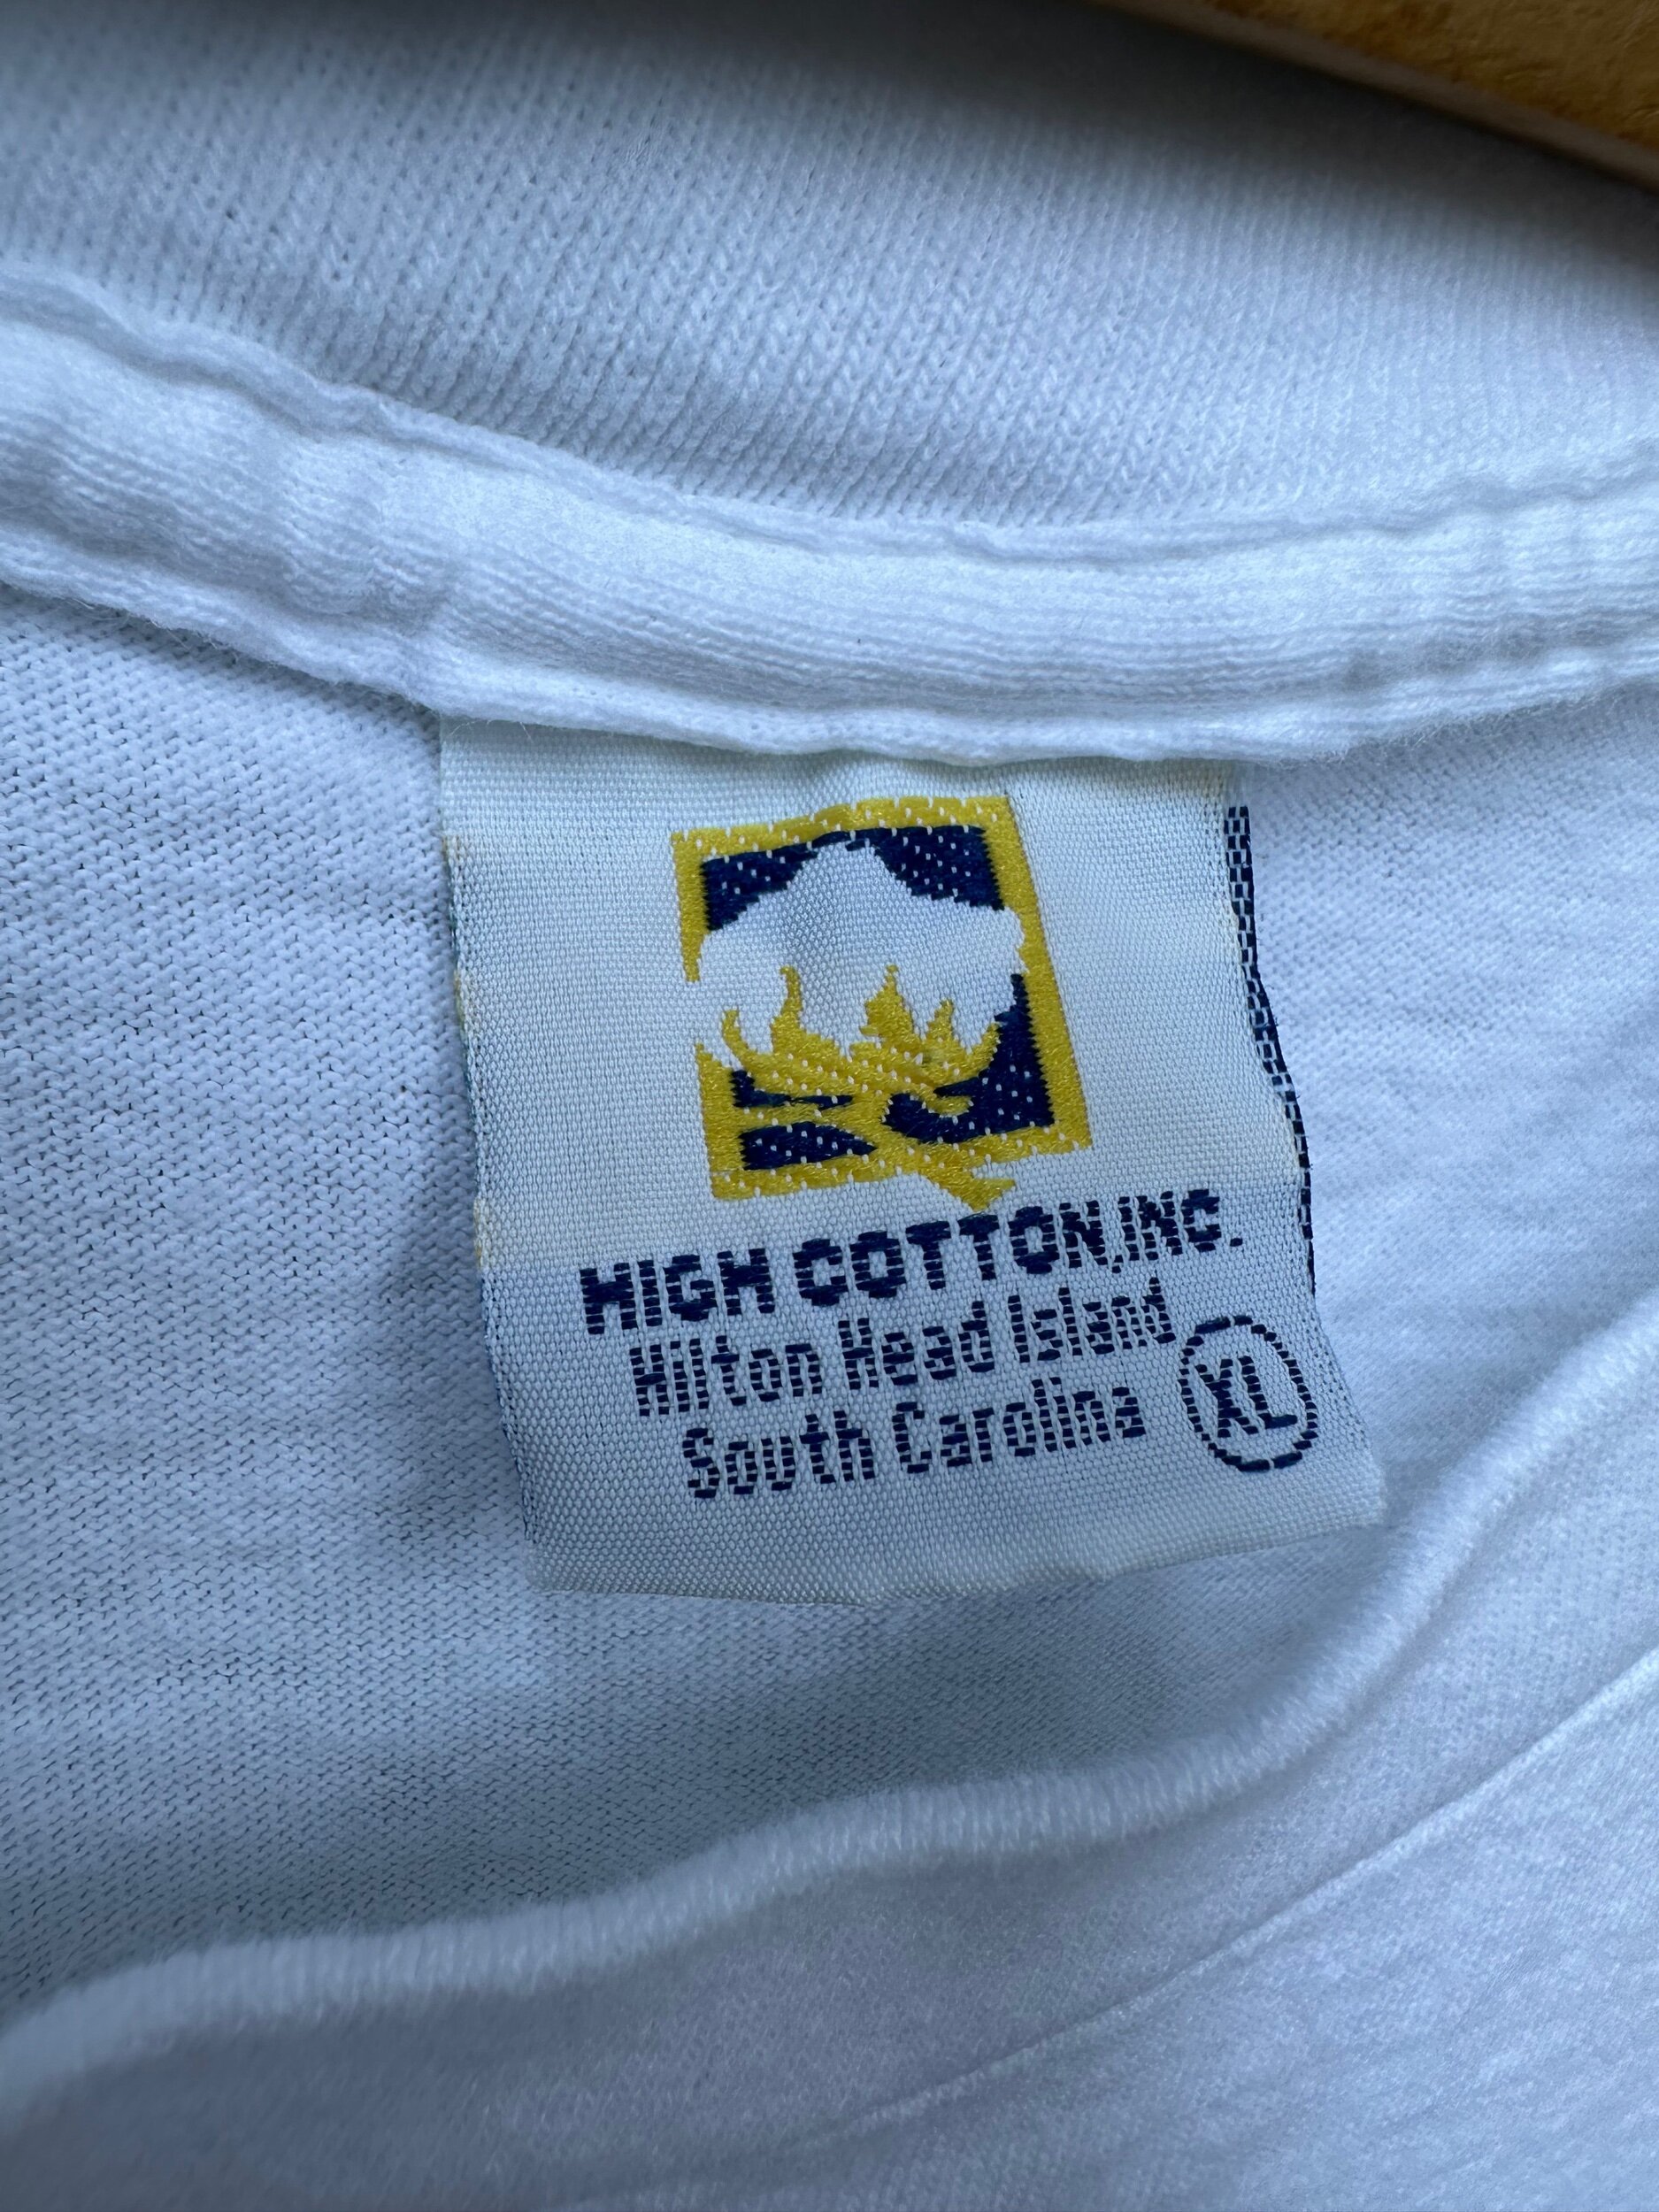 HIGH COTTON, INC.
Hilton Head Island
South Carolina
XL